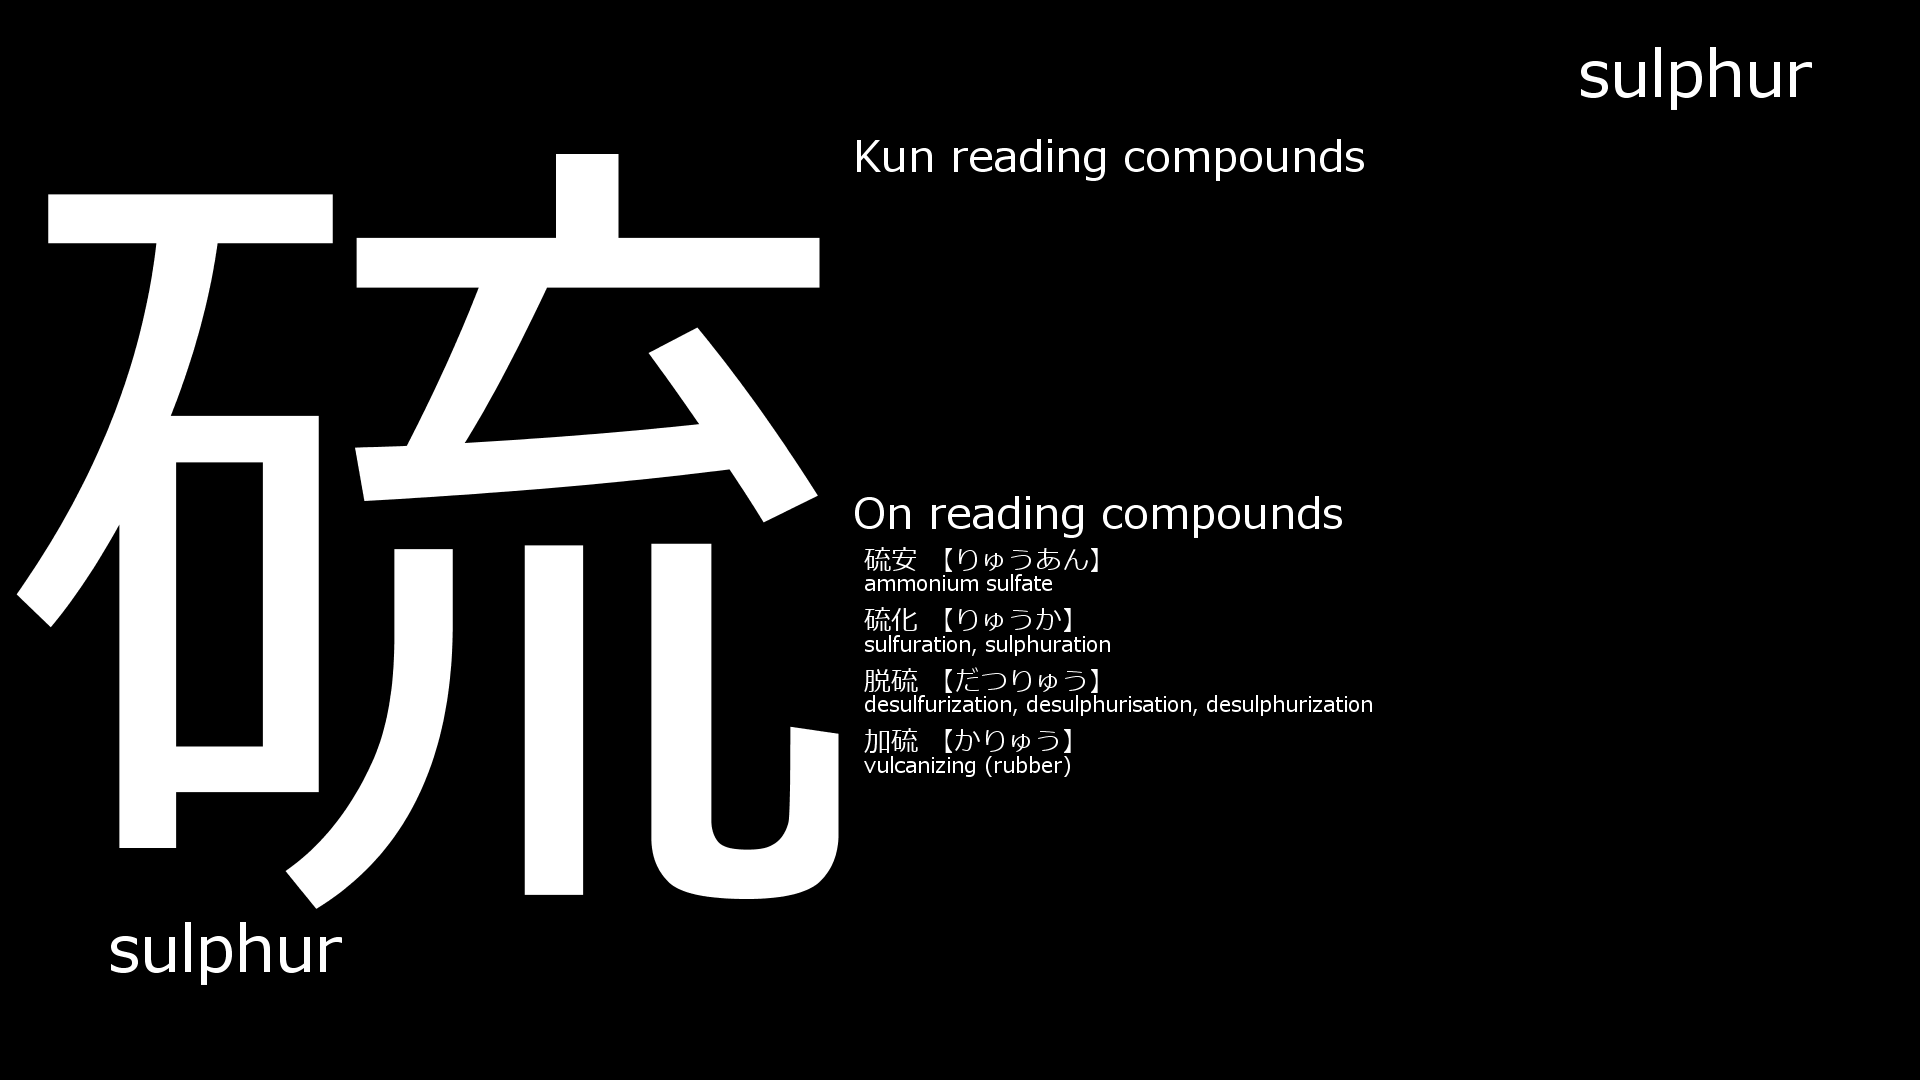 sulphur
Kun reading compounds
硫
On reading compounds
硫安 【りゅうあん】
ammonium sulfate
硫化 【りゅうか】
sulfuration, sulphuration
脱硫 【だつりゅう】
desulfurization, desulphurisation, desulphurization
加硫 【かりゅう】
vulcanizing (rubber)
sulphur